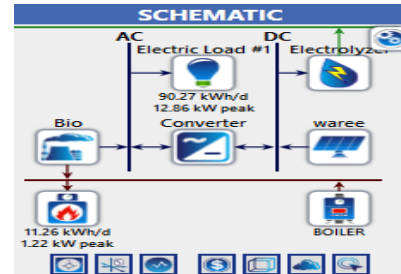 SCHEMATIC
AC DC
Electric Load #1 Electrolyzer
90.27 kWh/d
12.86 kW peak
Bio Converter waree
11.26 kWh/d
1.22 kW peak
BOILER